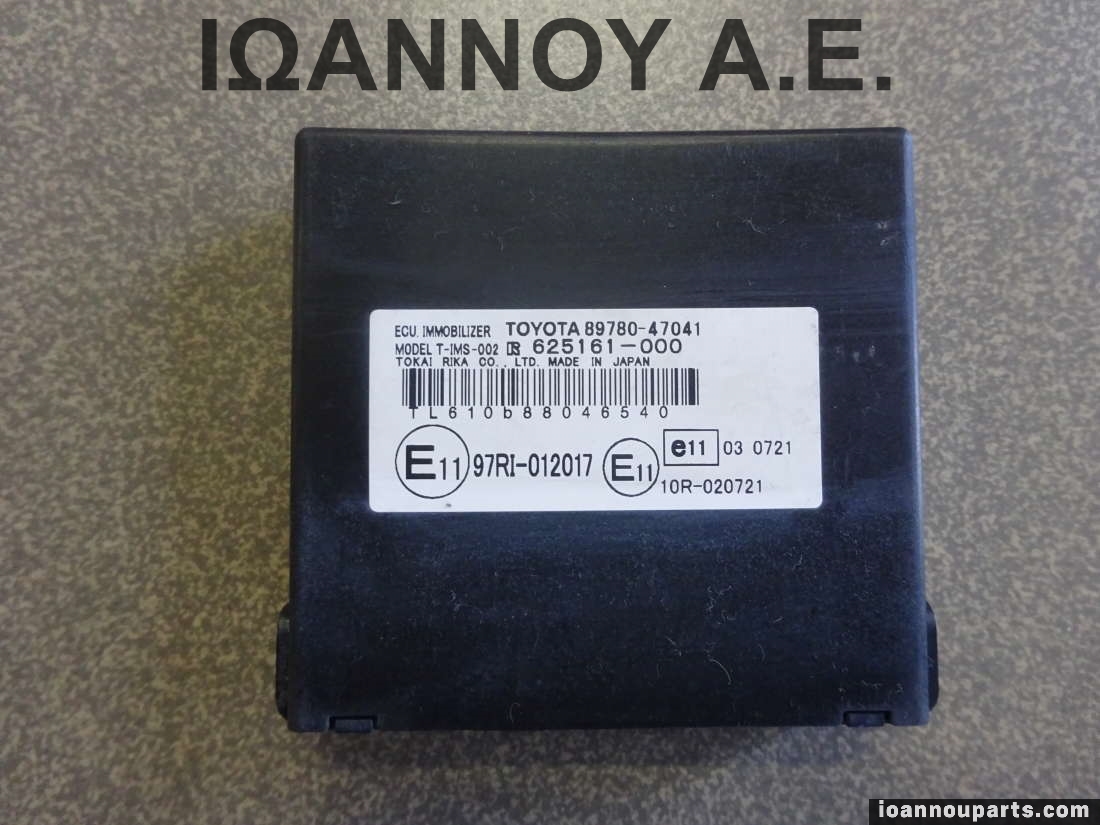 ΙΩΑΝΝΟΥ Α.Ε.
ECU. IMMOBILIZER TOYOTA 89780-47041
MODEL T-IMS-002 R 625161-000
TOKAI RIKA CO., LTD. MADE IN JAPAN
TL610b88046540
E11 97RI-012017 E11 e11 03 0721
10R-020721
ioannouparts.com